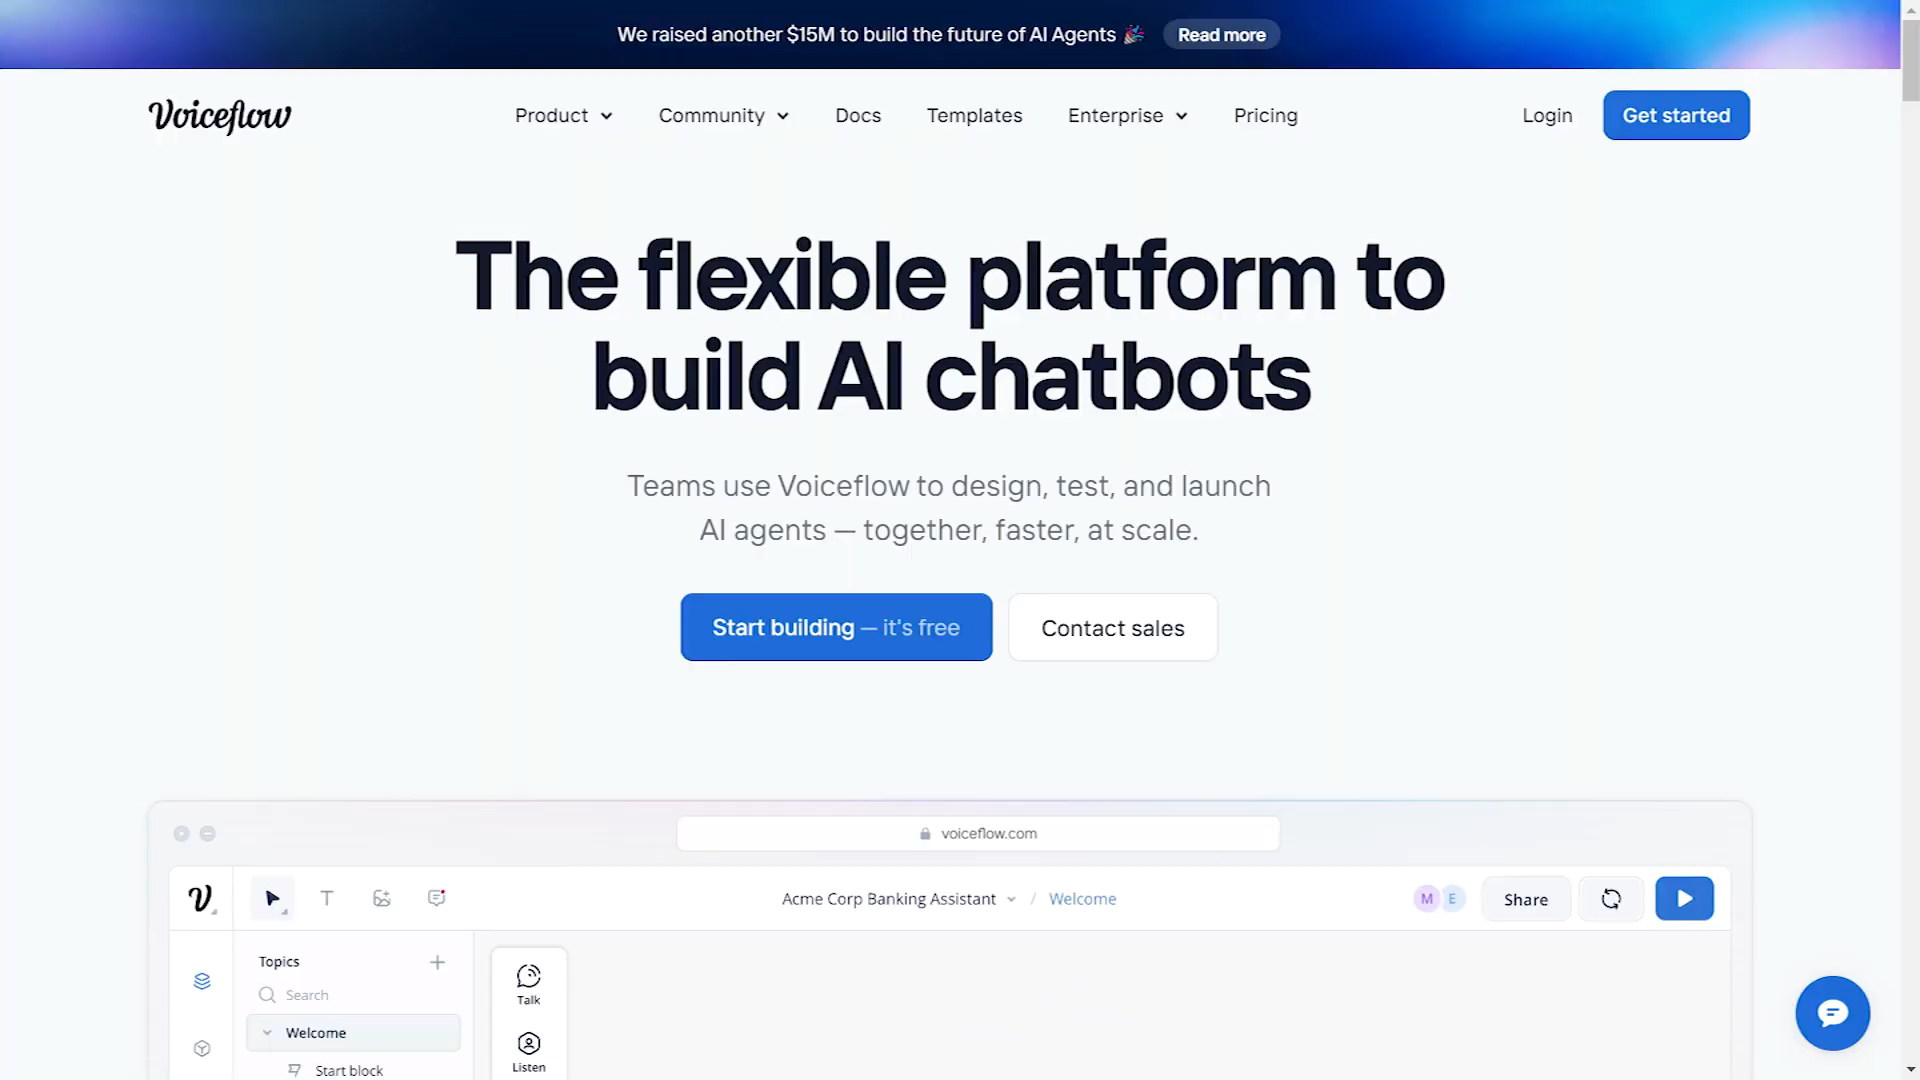 We raised another $15M to build the future of AI Agents 🎉 Read more
Voiceflow
Product
Community
Docs
Templates
Enterprise
Pricing
Login
Get started
The flexible platform to
build AI chatbots
Teams use Voiceflow to design, test, and launch
AI agents — together, faster, at scale.
Start building — it's free
Contact sales
voiceflow.com
V
T
Acme Corp Banking Assistant / Welcome
M
E
Share
Topics
Search
Welcome
Start block
Talk
Listen